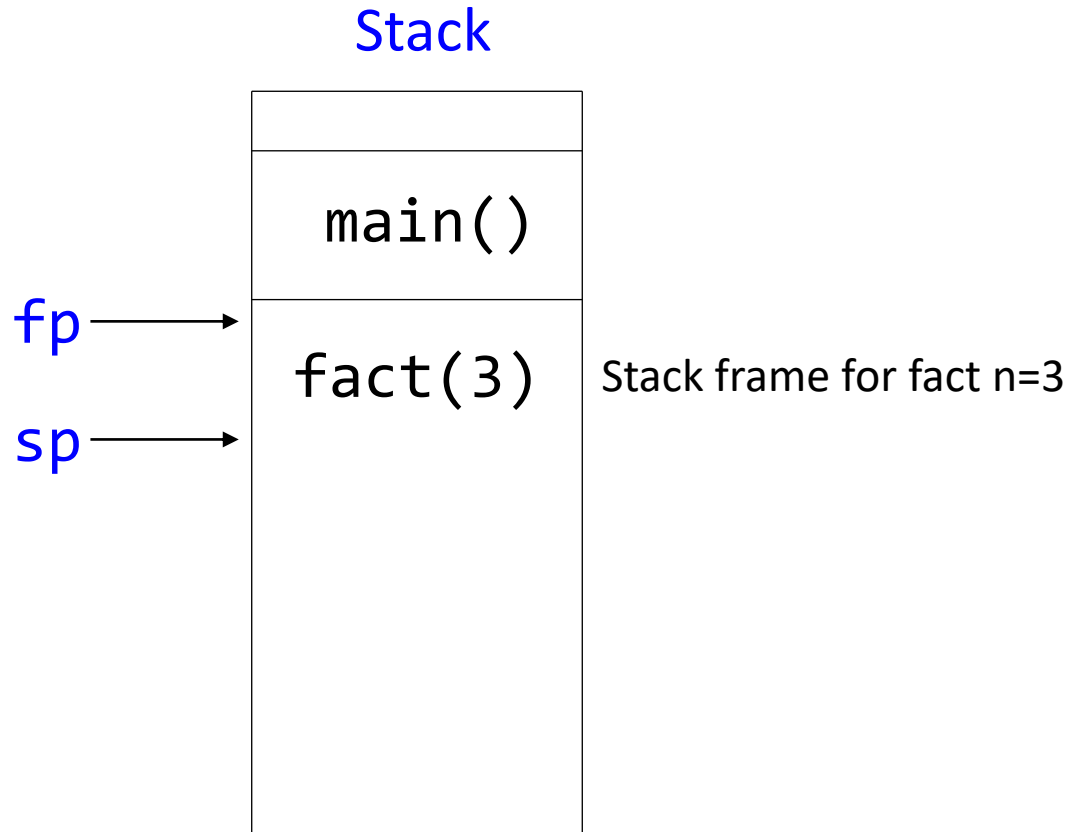 Stack
main()
fp
fact(3) Stack frame for fact n=3
sp